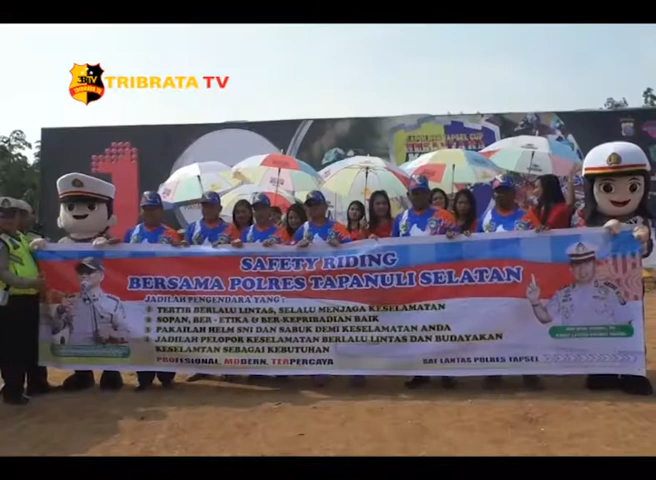 TRIBRATA TV
TAPSEL CUP
SAFETY RIDING
BERSAMA POLRES TAPANULI SELATAN
JADILAH PENGENDARA YANG:
TERTIB BERLALU LINTAS, SELALU MENJAGA KESELAMATAN
SOPAN, BER - ETIKA & BER-KEPRIBADIAN BAIK
PAKAILAH HELM SNI DAN SABUK DEMI KESELAMATAN ANDA
JADILAH PELOPOR KESELAMATAN BERLALU LINTAS DAN BUDAYAKAN
KESELAMATAN SEBAGAI KEBUTUHAN
PROFESIONAL, MODERN, TERPERCAYA
SAT LANTAS POLRES TAPSEL